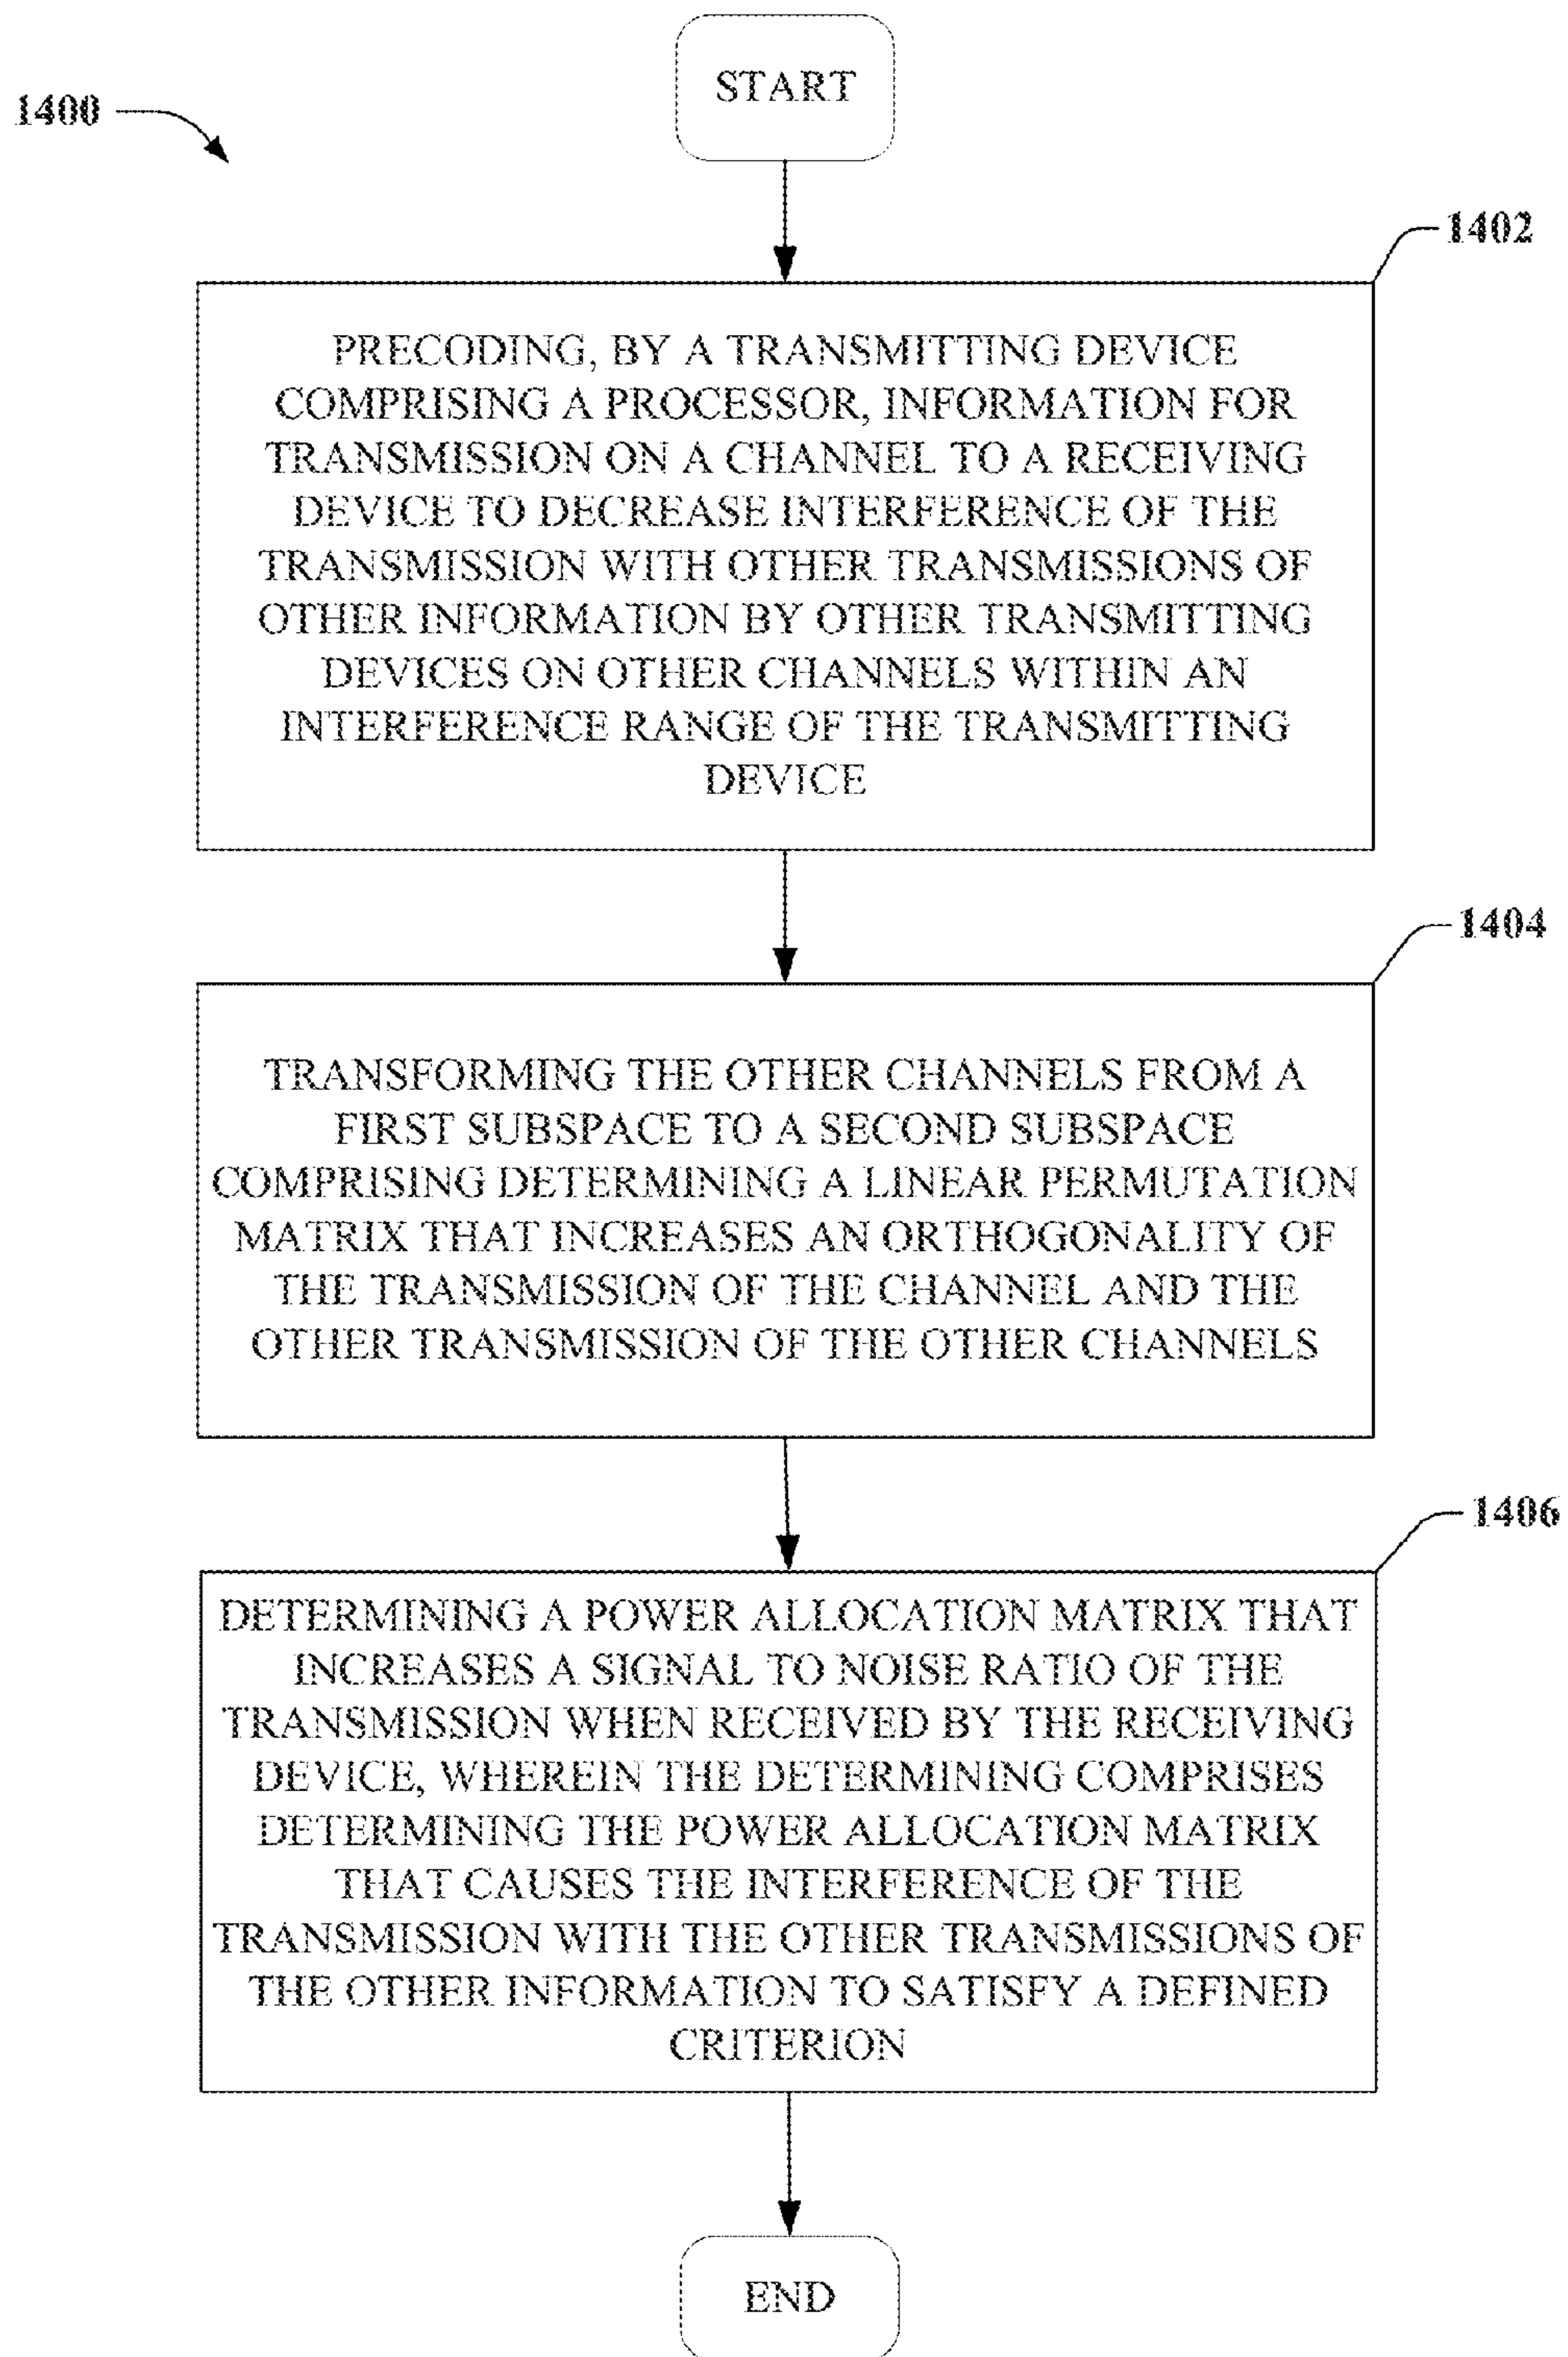 START
1400
1402
PRECODING, BY A TRANSMITTING DEVICE
COMPRISING A PROCESSOR, INFORMATION FOR
TRANSMISSION ON A CHANNEL TO A RECEIVING
DEVICE TO DECREASE INTERFERENCE OF THE
TRANSMISSION WITH OTHER TRANSMISSIONS OF
OTHER INFORMATION BY OTHER TRANSMITTING
DEVICES ON OTHER CHANNELS WITHIN AN
INTERFERENCE RANGE OF THE TRANSMITTING
DEVICE
1404
TRANSFORMING THE OTHER CHANNELS FROM A
FIRST SUBSPACE TO A SECOND SUBSPACE
COMPRISING DETERMINING A LINEAR PERMUTATION
MATRIX THAT INCREASES AN ORTHOGONALITY OF
THE TRANSMISSION OF THE CHANNEL AND THE
OTHER TRANSMISSION OF THE OTHER CHANNELS
1406
DETERMINING A POWER ALLOCATION MATRIX THAT
INCREASES A SIGNAL TO NOISE RATIO OF THE
TRANSMISSION WHEN RECEIVED BY THE RECEIVING
DEVICE, WHEREIN THE DETERMINING COMPRISES
DETERMINING THE POWER ALLOCATION MATRIX
THAT CAUSES THE INTERFERENCE OF THE
TRANSMISSION WITH THE OTHER TRANSMISSIONS OF
THE OTHER INFORMATION TO SATISFY A DEFINED
CRITERION
END